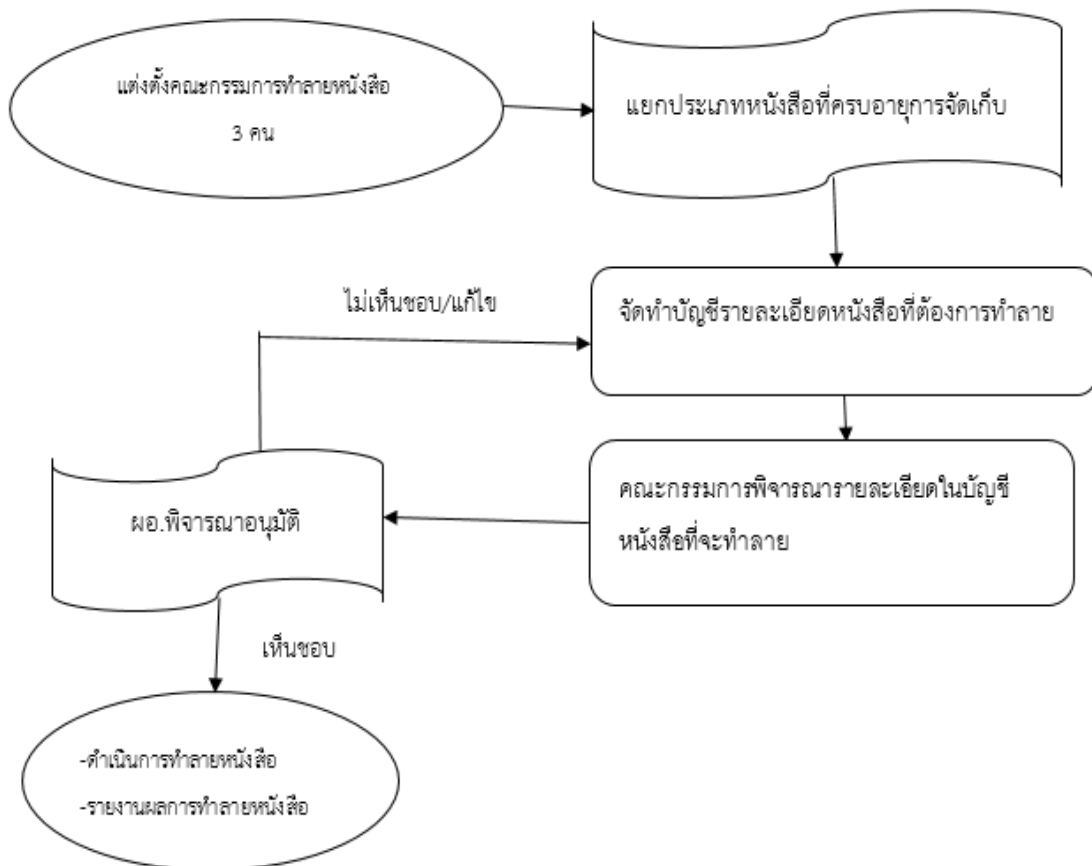 แต่งตั้งคณะกรรมการทำลายหนังสือ
3 คน
แยกประเภทหนังสือที่ครบอายุการจัดเก็บ
จัดทำบัญชีรายละเอียดหนังสือที่ต้องการทำลาย
ไม่เห็นชอบ/แก้ไข
คณะกรรมการพิจารณารายละเอียดในบัญชี
หนังสือที่จะทำลาย
ผอ.พิจารณาอนุมัติ
เห็นชอบ
-ดำเนินการทำลายหนังสือ
-รายงานผลการทำลายหนังสือ